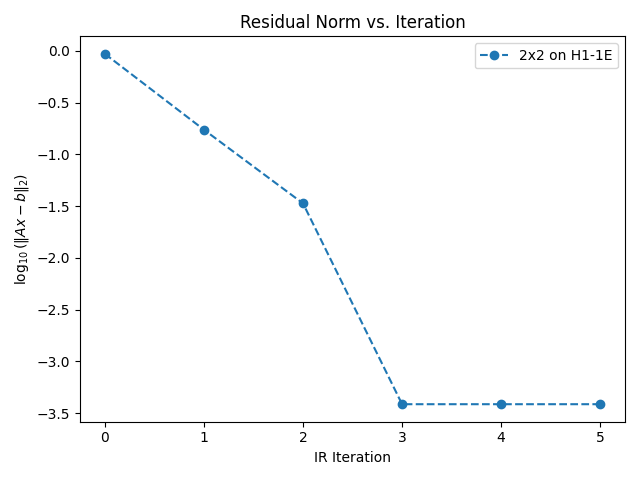 Residual Norm vs. Iteration
2x2 on H1-1E
log₁₀(‖Ax − b‖₂)
0.0
−0.5
−1.0
−1.5
−2.0
−2.5
−3.0
−3.5
0 1 2 3 4 5
IR Iteration